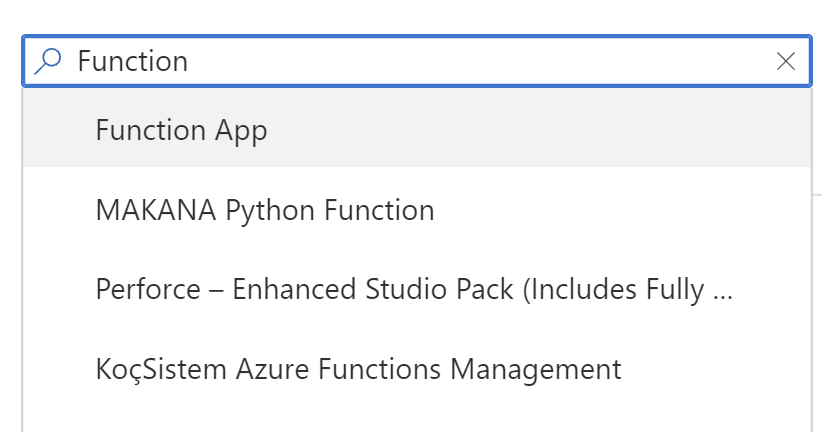 Function
Function App
MAKANA Python Function
Perforce – Enhanced Studio Pack (Includes Fully ...
KoçSistem Azure Functions Management